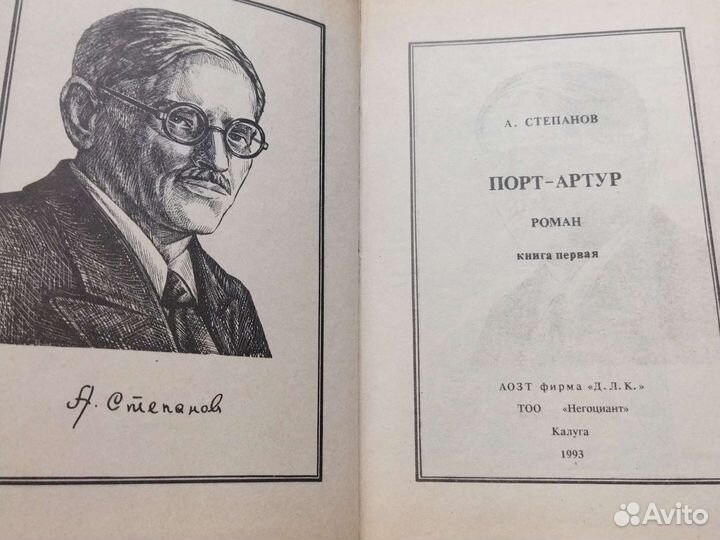 А. Степанов
А. СТЕПАНОВ
ПОРТ-АРТУР
РОМАН
книга первая
АОЗТ фирма «Д.Л.К.»
ТОО «Негоциант»
Калуга
1993
Avito